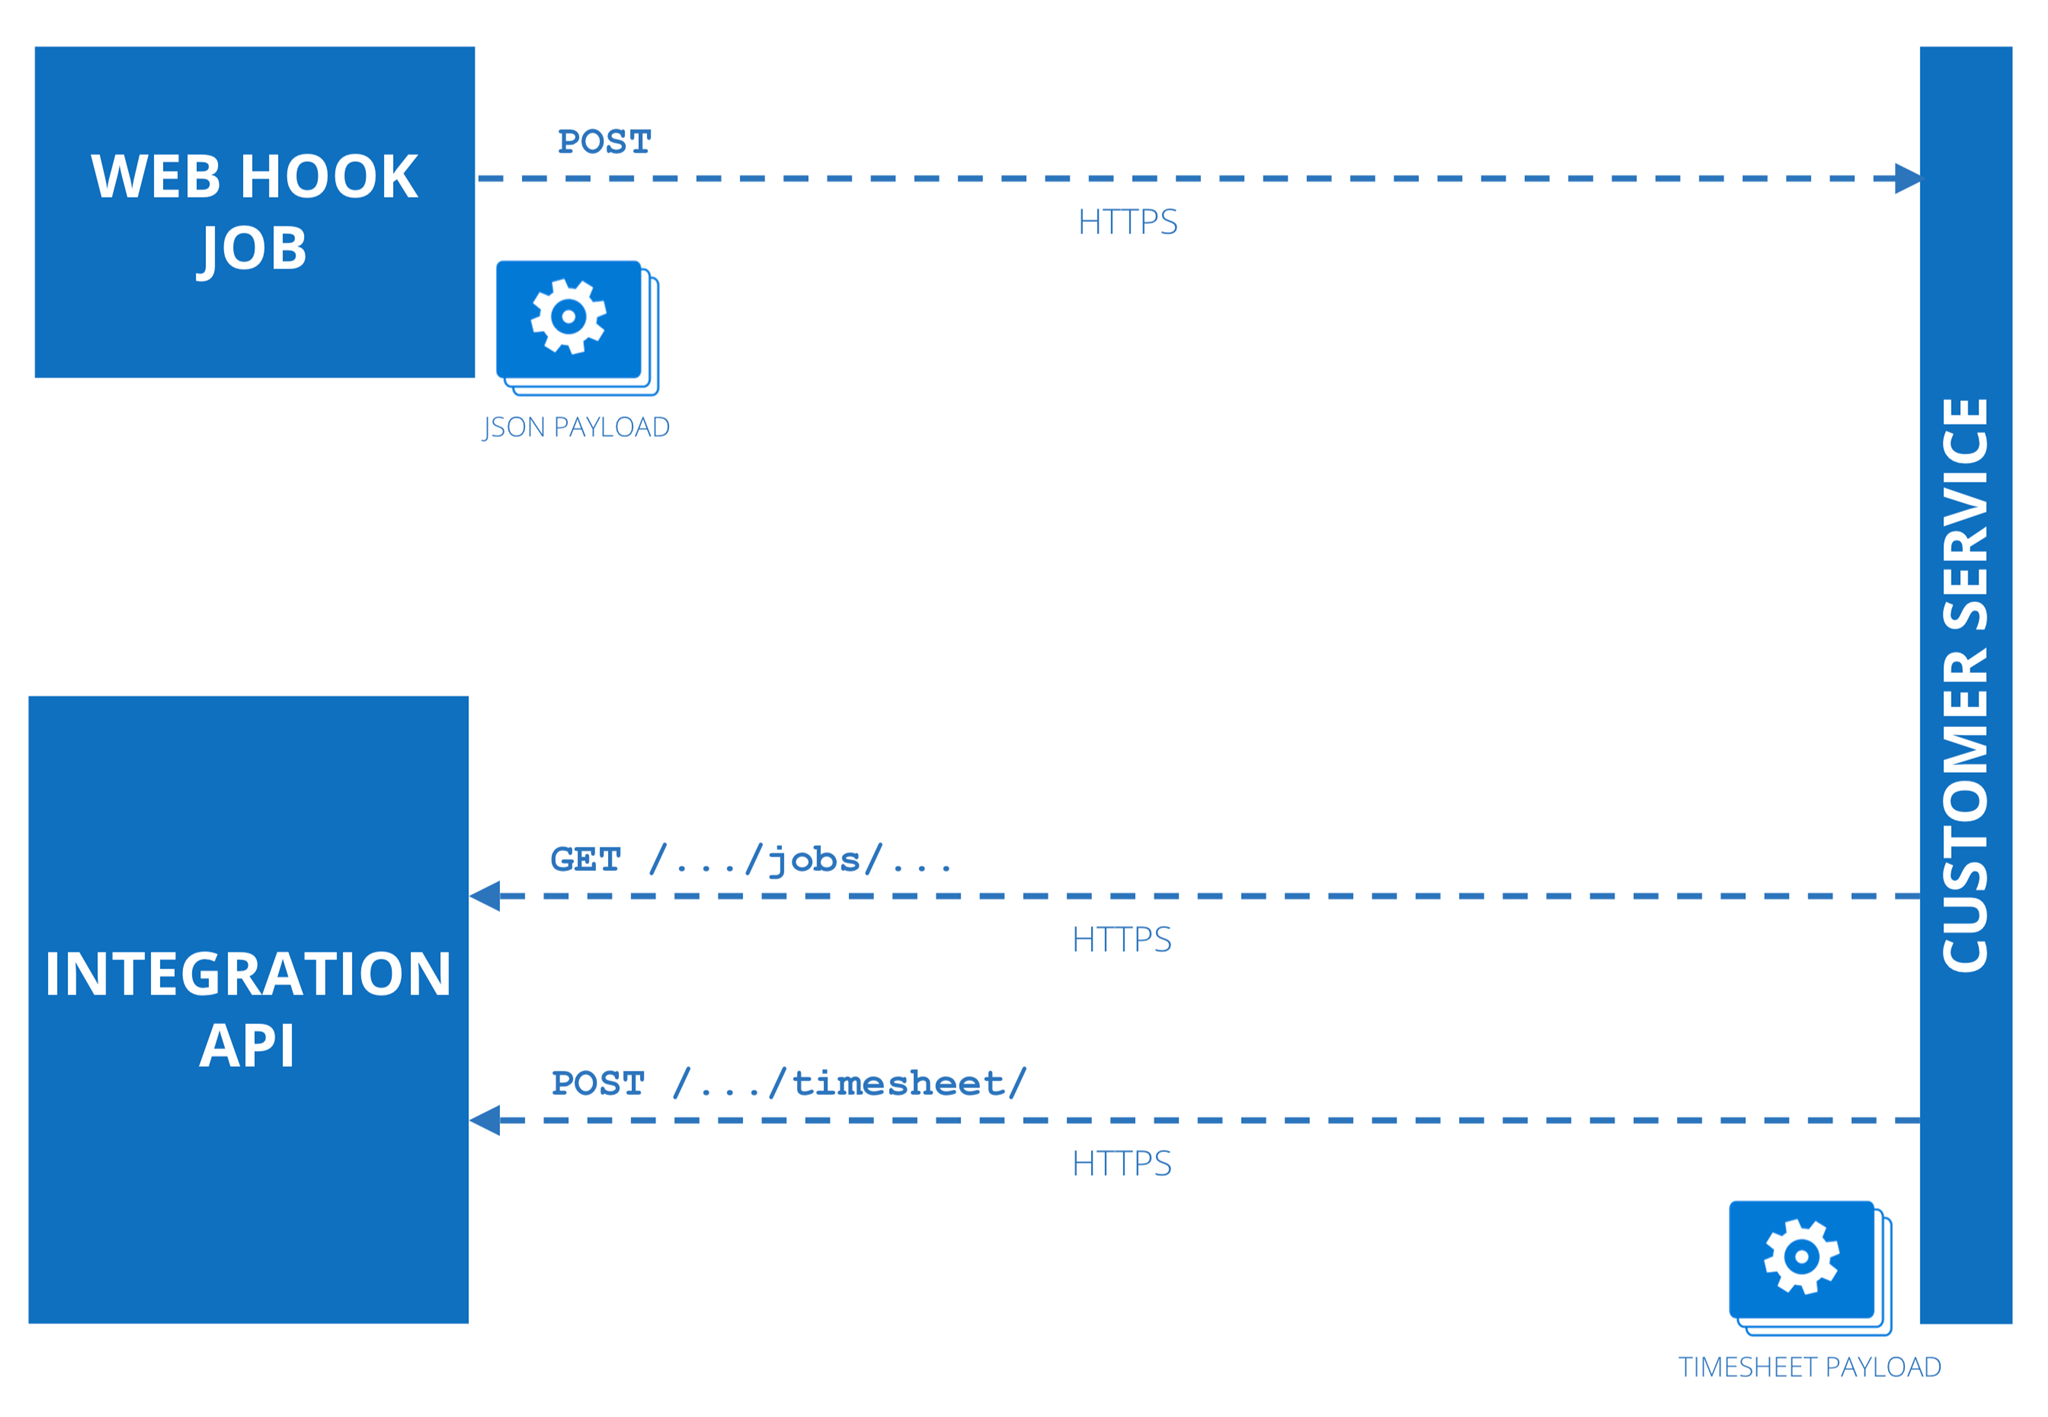 WEB HOOK
JOB
POST
HTTPS
JSON PAYLOAD
CUSTOMER SERVICE
INTEGRATION
API
GET /.../jobs/...
HTTPS
POST /.../timesheet/
HTTPS
TIMESHEET PAYLOAD